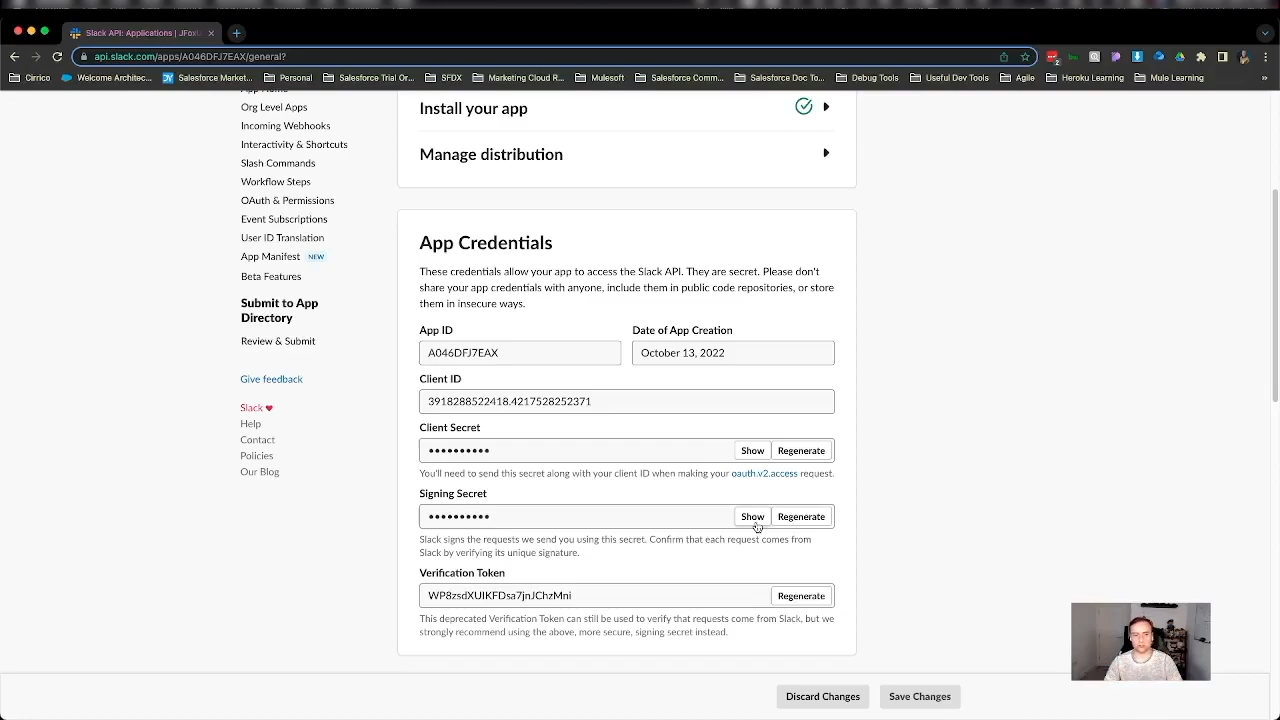 Slack API: Applications | JFox
api.slack.com/apps/A046DFJ7EAX/general?
Cirrico
Welcome Architec...
Salesforce Market...
Personal
Salesforce Trial Or...
SFDX
Marketing Cloud R...
Mulesoft
Salesforce Comm...
Salesforce Doc To...
Debug Tools
Useful Dev Tools
Agile
Heroku Learning
Mule Learning
»
App Home
Org Level Apps
Incoming Webhooks
Interactivity & Shortcuts
Slash Commands
Workflow Steps
OAuth & Permissions
Event Subscriptions
User ID Translation
App Manifest NEW
Beta Features
Submit to App
Directory
Review & Submit
Give feedback
Slack ♥
Help
Contact
Policies
Our Blog
Install your app
Manage distribution
App Credentials
These credentials allow your app to access the Slack API. They are secret. Please don't
share your app credentials with anyone, include them in public code repositories, or store
them in insecure ways.
App ID
Date of App Creation
A046DFJ7EAX
October 13, 2022
Client ID
3918288522418.4217528252371
Client Secret
•••••••••• Show Regenerate
You'll need to send this secret along with your client ID when making your oauth.v2.access request.
Signing Secret
•••••••••• Show Regenerate
Slack signs the requests we send you using this secret. Confirm that each request comes from
Slack by verifying its unique signature.
Verification Token
WP8zsdXUIKFDsa7jnJChzMni Regenerate
This deprecated Verification Token can still be used to verify that requests come from Slack, but we
strongly recommend using the above, more secure, signing secret instead.
Discard Changes
Save Changes